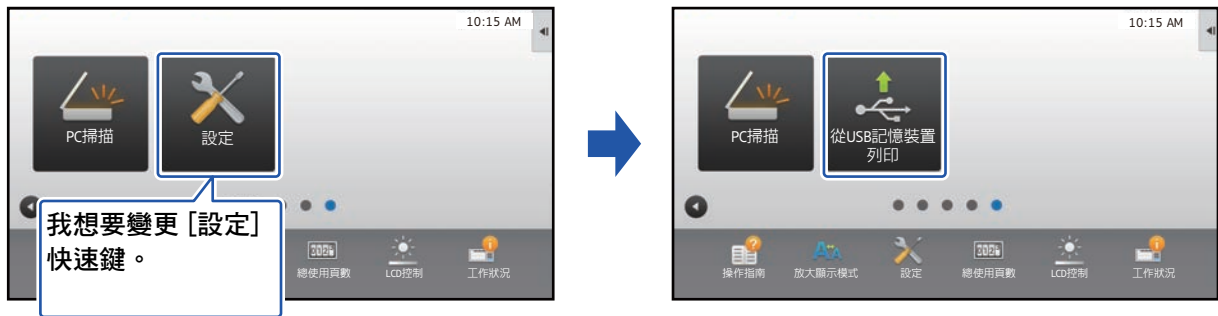 10:15 AM
PC掃描
設定
我想要變更 [設定]
快速鍵。
總使用頁數
LCD控制
工作狀況
10:15 AM
PC掃描
從USB記憶裝置
列印
操作指南
放大顯示模式
設定
總使用頁數
LCD控制
工作狀況